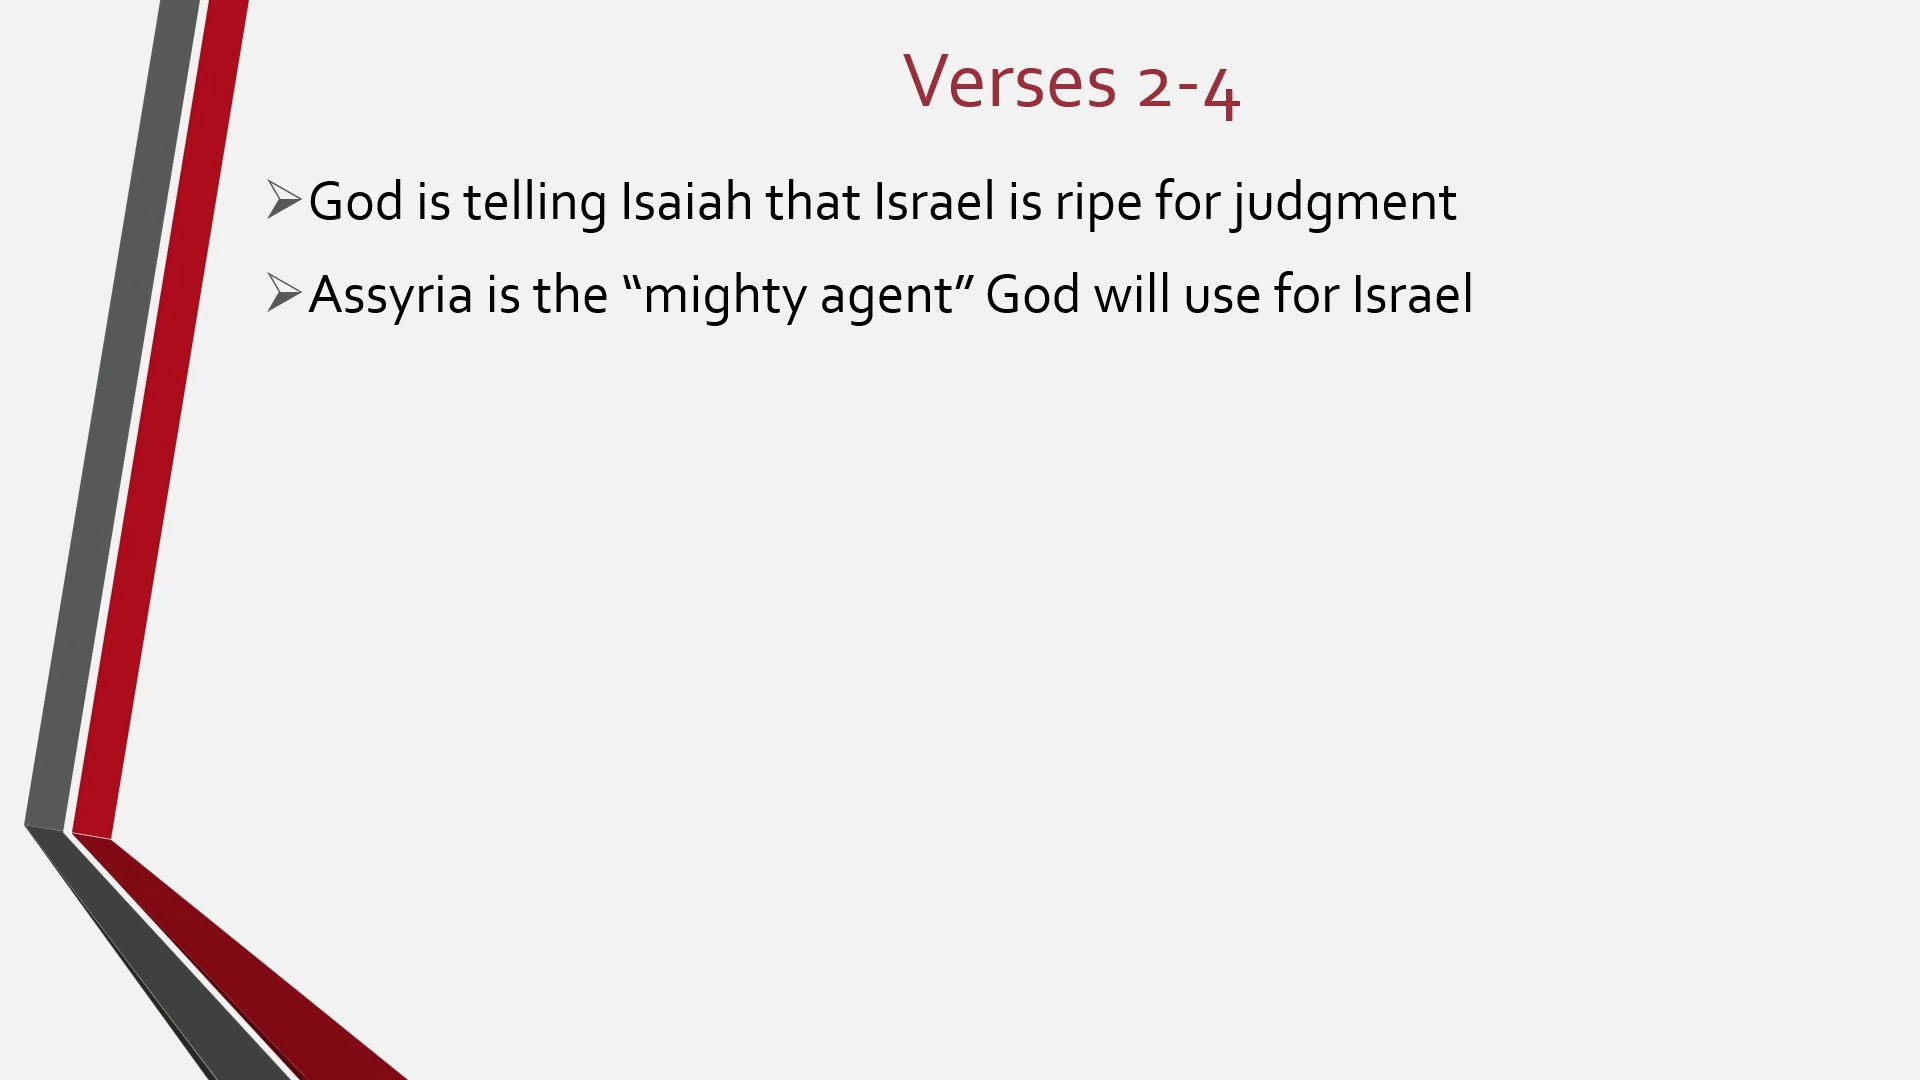 Verses 2-4
God is telling Isaiah that Israel is ripe for judgment
Assyria is the “mighty agent” God will use for Israel